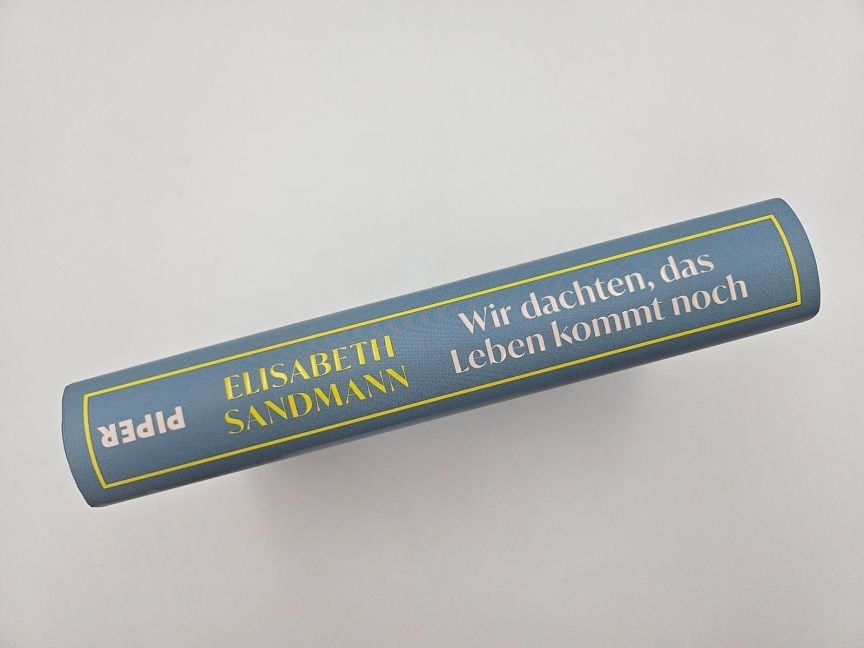 PIPER
ELISABETH
SANDMANN
Wir dachten, das
Leben kommt noch